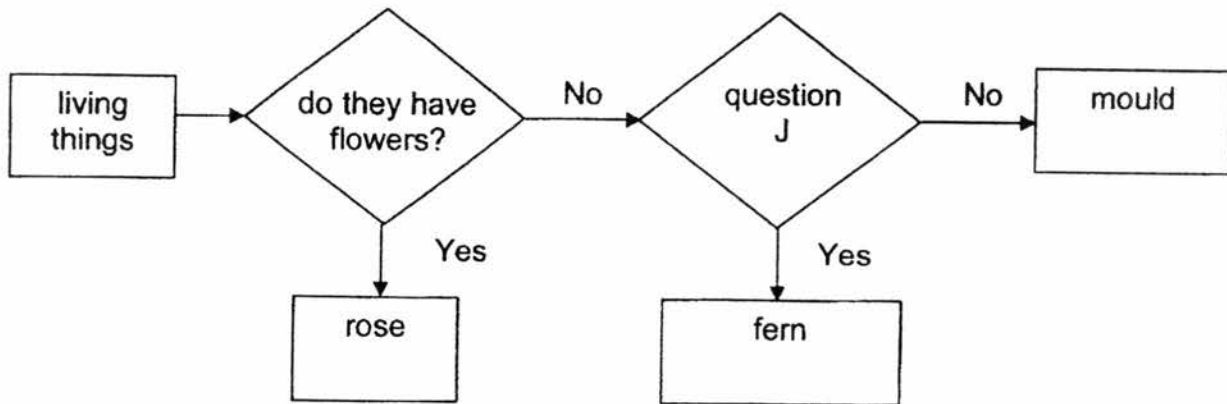 living
things
do they have
flowers?
No
question
J
No
mould
Yes
rose
Yes
fern